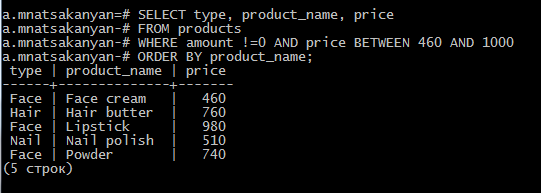 a.mnatsakanyan=# SELECT type, product_name, price
a.mnatsakanyan-# FROM products
a.mnatsakanyan-# WHERE amount !=0 AND price BETWEEN 460 AND 1000
a.mnatsakanyan-# ORDER BY product_name;
 type | product_name | price
------+--------------+-------
 Face | Face cream   |   460
 Hair | Hair butter  |   760
 Face | Lipstick     |   980
 Nail | Nail polish  |   510
 Face | Powder       |   740
(5 строк)